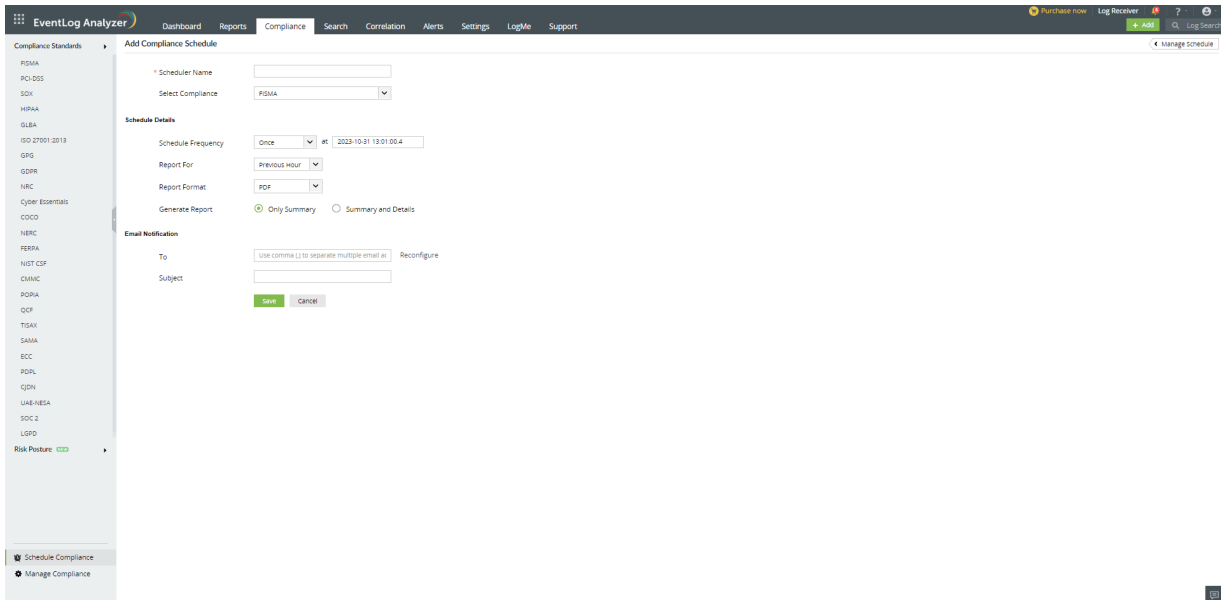 EventLog Analyzer
Purchase now Log Receiver ?
Dashboard Reports Compliance Search Correlation Alerts Settings LogMe Support
+ Add Log Search
Compliance Standards
Add Compliance Schedule
Manage Schedule
FISMA
PCI-DSS
SOX
HIPAA
GLBA
ISO 27001:2013
GPG
GDPR
NRC
Cyber Essentials
COCO
NERC
FERPA
NIST CSF
CMMC
POPIA
QCF
TISAX
SAMA
ECC
PDPL
CJDN
UAE-NESA
SOC 2
LGPD
Risk Posture NEW
Schedule Compliance
Manage Compliance
* Scheduler Name
Select Compliance FISMA
Schedule Details
Schedule Frequency Once at 2023-10-31 13:01:00.4
Report For Previous Hour
Report Format PDF
Generate Report Only Summary Summary and Details
Email Notification
To Use comma (,) to separate multiple email ac Reconfigure
Subject
Save Cancel